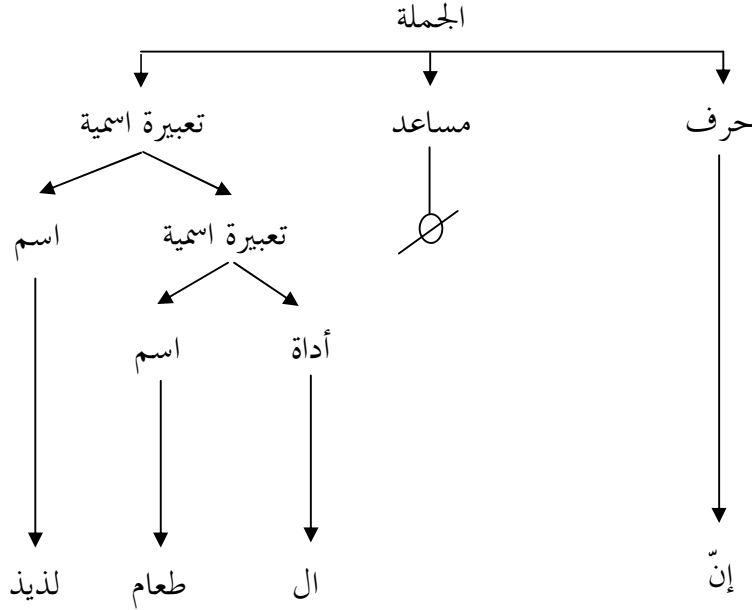 الجملة
حرف مساعد تعبيرة اسمية
تعبيرة اسمية اسم
أداة اسم
إنّ ال طعام لذيذ